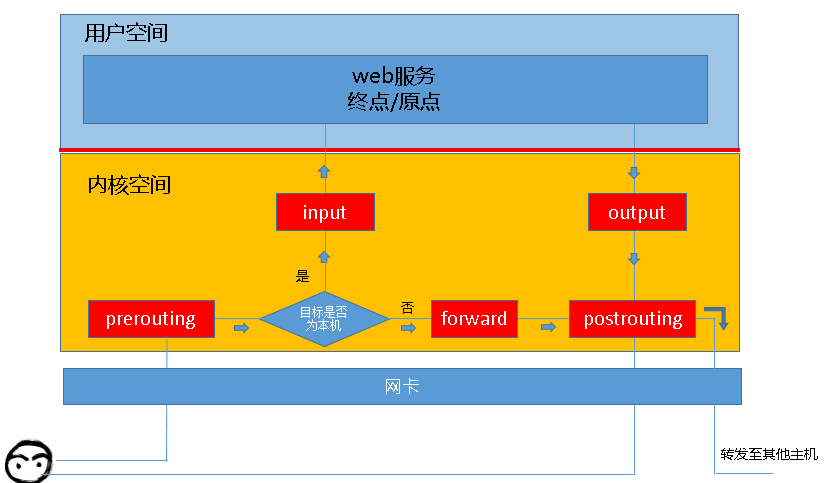 用户空间
web服务
终点/原点
内核空间
input
output
是
prerouting
目标是否
为本机
否
forward
postrouting
网卡
转发至其他主机